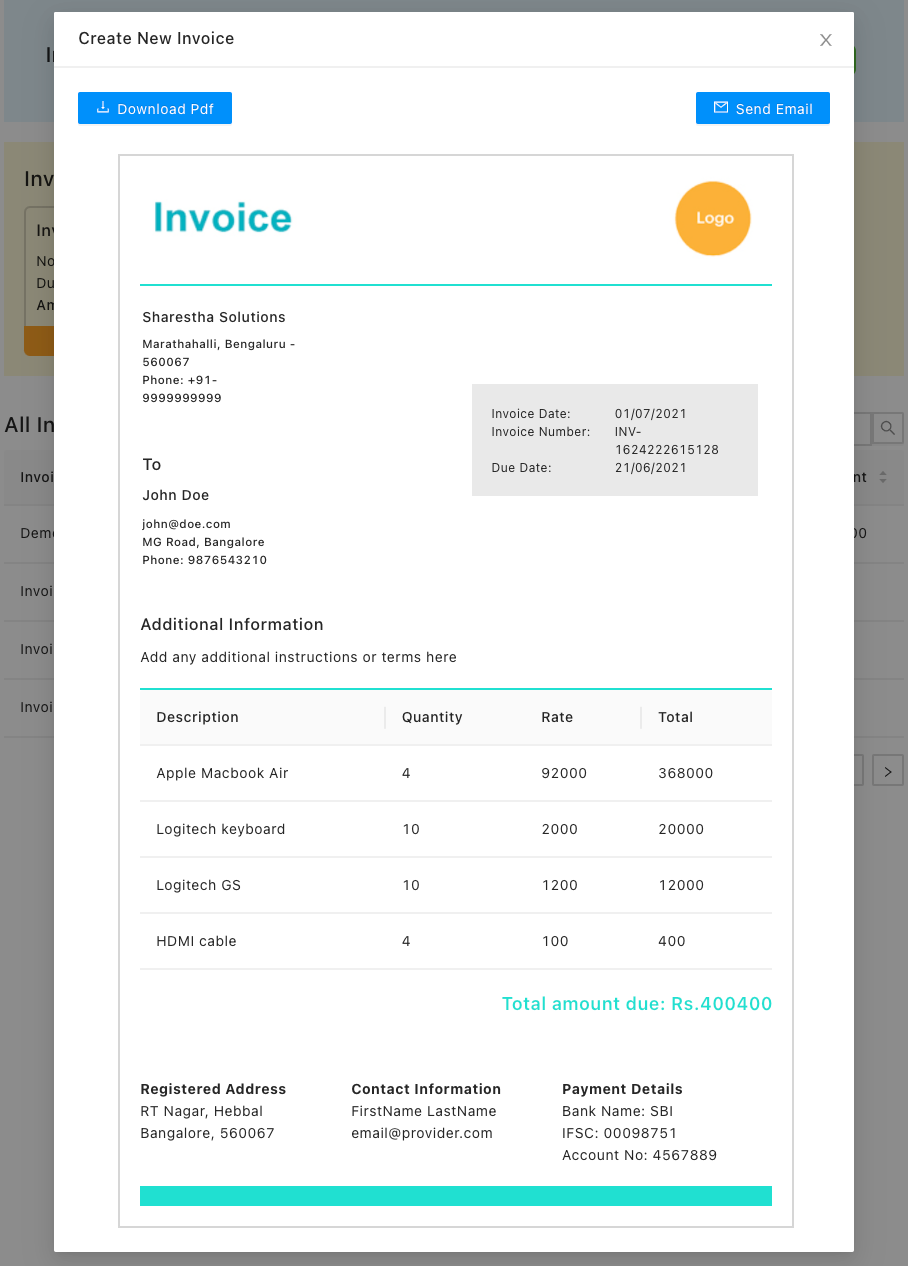 Create New Invoice
Download Pdf
Send Email
Invoice
Logo
Sharestha Solutions
Marathahalli, Bengaluru -
560067
Phone: +91-
9999999999
Invoice Date: 01/07/2021
Invoice Number: INV-
1624222615128
Due Date: 21/06/2021
To
John Doe
john@doe.com
MG Road, Bangalore
Phone: 9876543210
Additional Information
Add any additional instructions or terms here
Description Quantity Rate Total
Apple Macbook Air 4 92000 368000
Logitech keyboard 10 2000 20000
Logitech GS 10 1200 12000
HDMI cable 4 100 400
Total amount due: Rs.400400
Registered Address
RT Nagar, Hebbal
Bangalore, 560067
Contact Information
FirstName LastName
email@provider.com
Payment Details
Bank Name: SBI
IFSC: 00098751
Account No: 4567889
All In